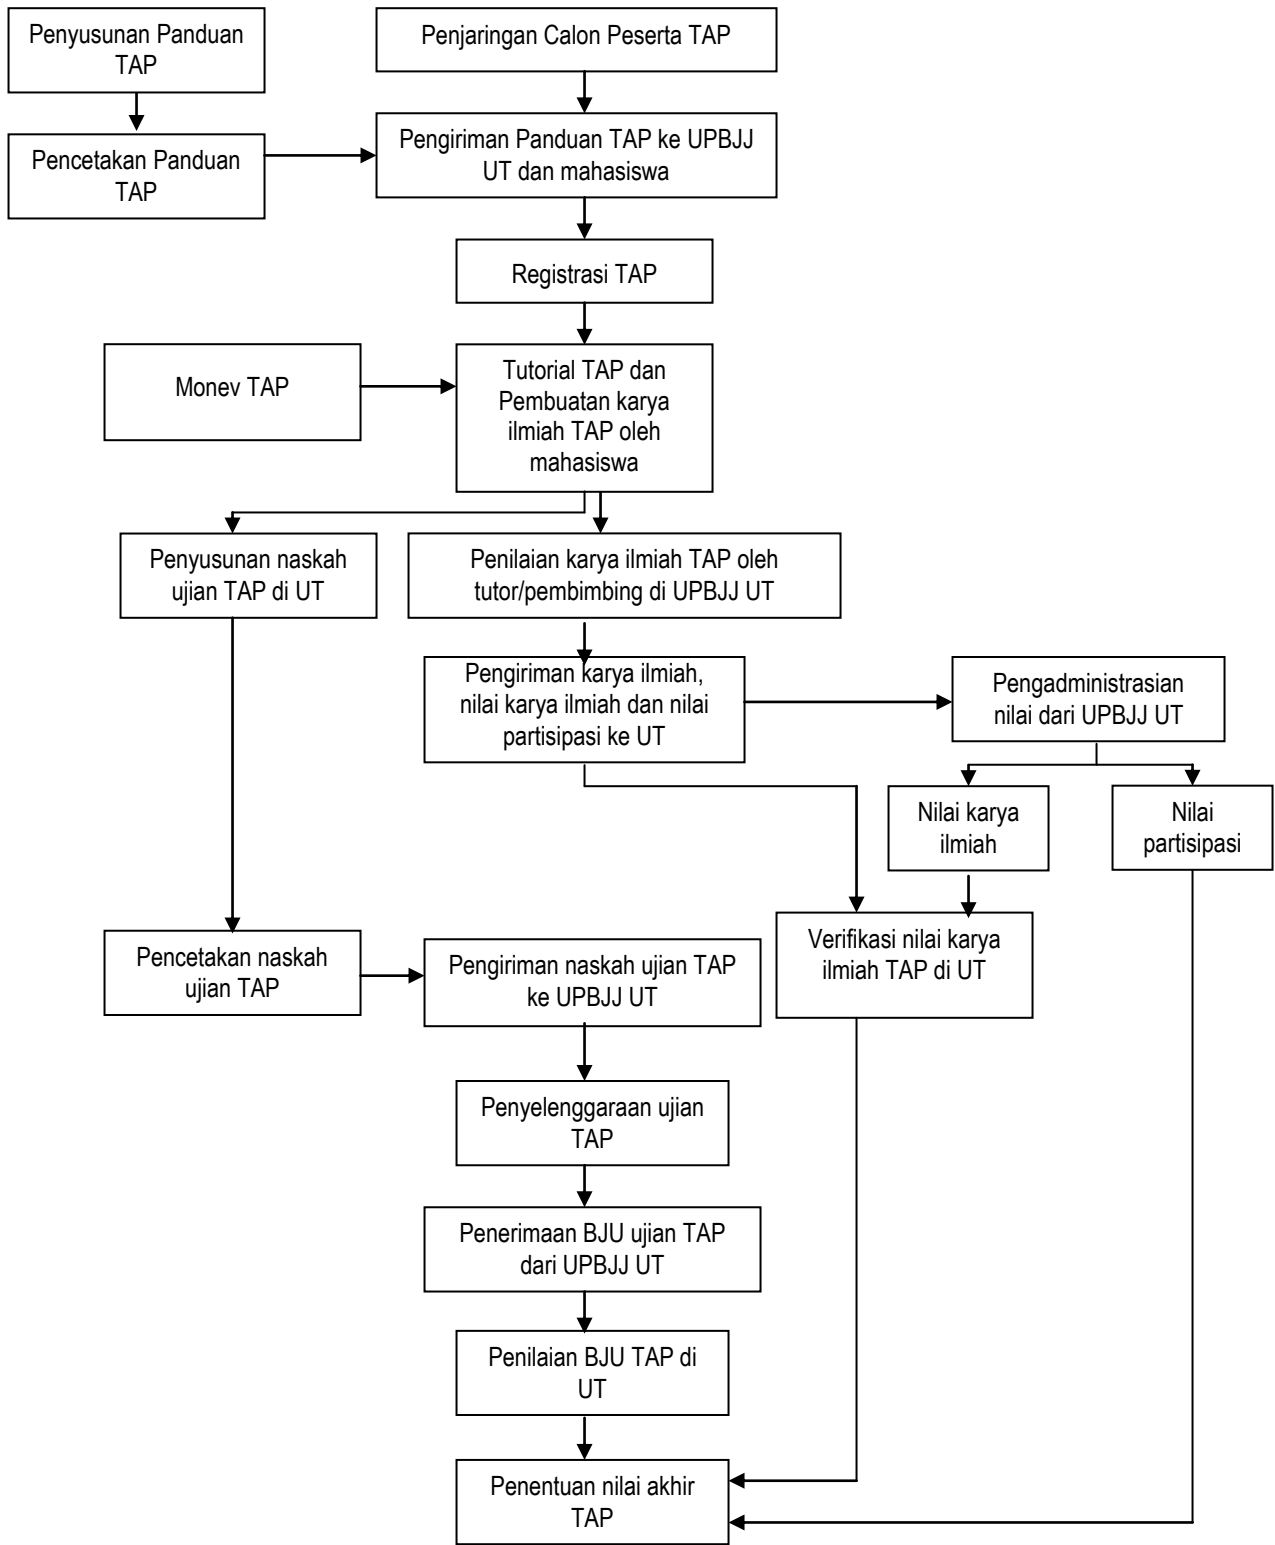 Penyusunan Panduan
TAP
Penjaringan Calon Peserta TAP
Pencetakan Panduan
TAP
Pengiriman Panduan TAP ke UPBJJ
UT dan mahasiswa
Registrasi TAP
Monev TAP
Tutorial TAP dan
Pembuatan karya
ilmiah TAP oleh
mahasiswa
Penyusunan naskah
ujian TAP di UT
Penilaian karya ilmiah TAP oleh
tutor/pembimbing di UPBJJ UT
Pengiriman karya ilmiah,
nilai karya ilmiah dan nilai
partisipasi ke UT
Pengadministrasian
nilai dari UPBJJ UT
Nilai karya
ilmiah
Nilai
partisipasi
Pencetakan naskah
ujian TAP
Pengiriman naskah ujian TAP
ke UPBJJ UT
Verifikasi nilai karya
ilmiah TAP di UT
Penyelenggaraan ujian
TAP
Penerimaan BJU ujian TAP
dari UPBJJ UT
Penilaian BJU TAP di
UT
Penentuan nilai akhir
TAP